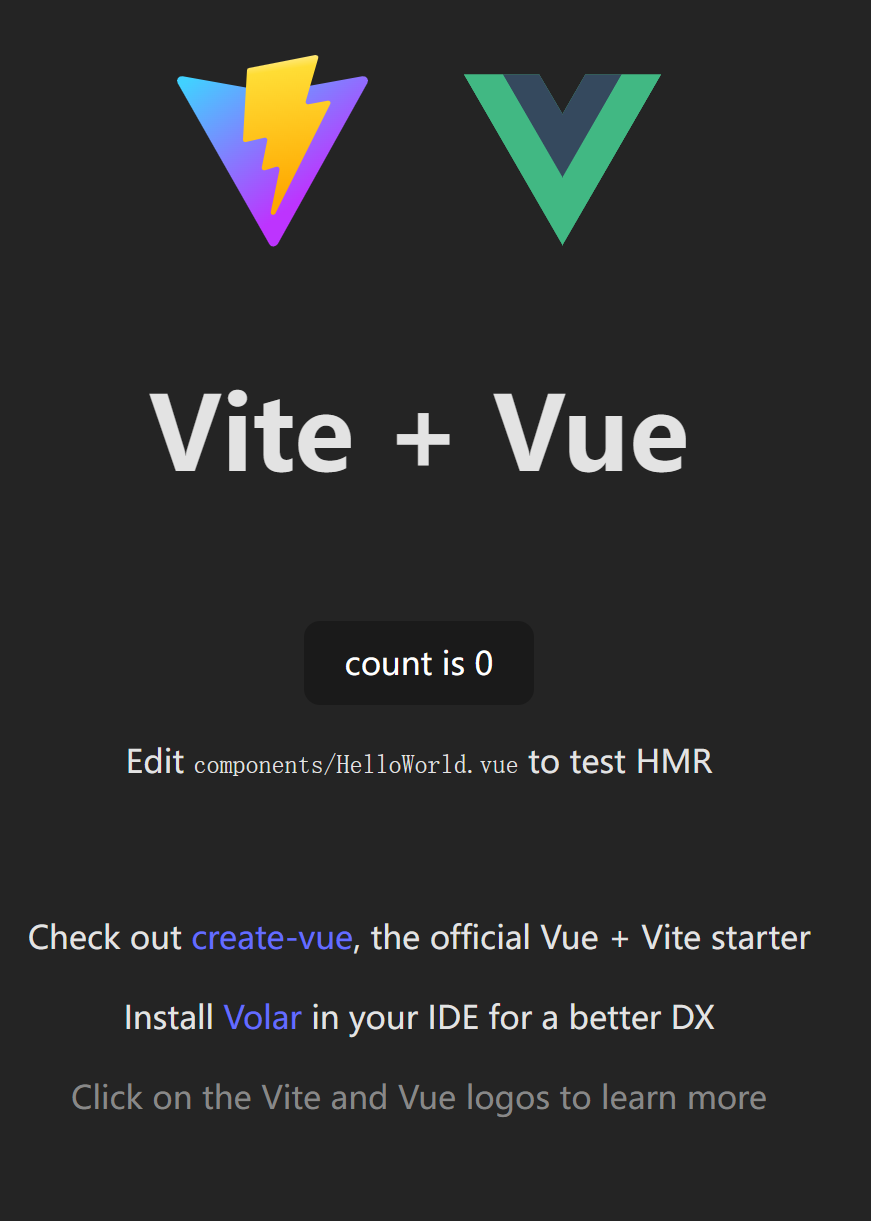 Vite + Vue
count is 0
Edit components/HelloWorld.vue to test HMR
Check out create-vue, the official Vue + Vite starter
Install Volar in your IDE for a better DX
Click on the Vite and Vue logos to learn more